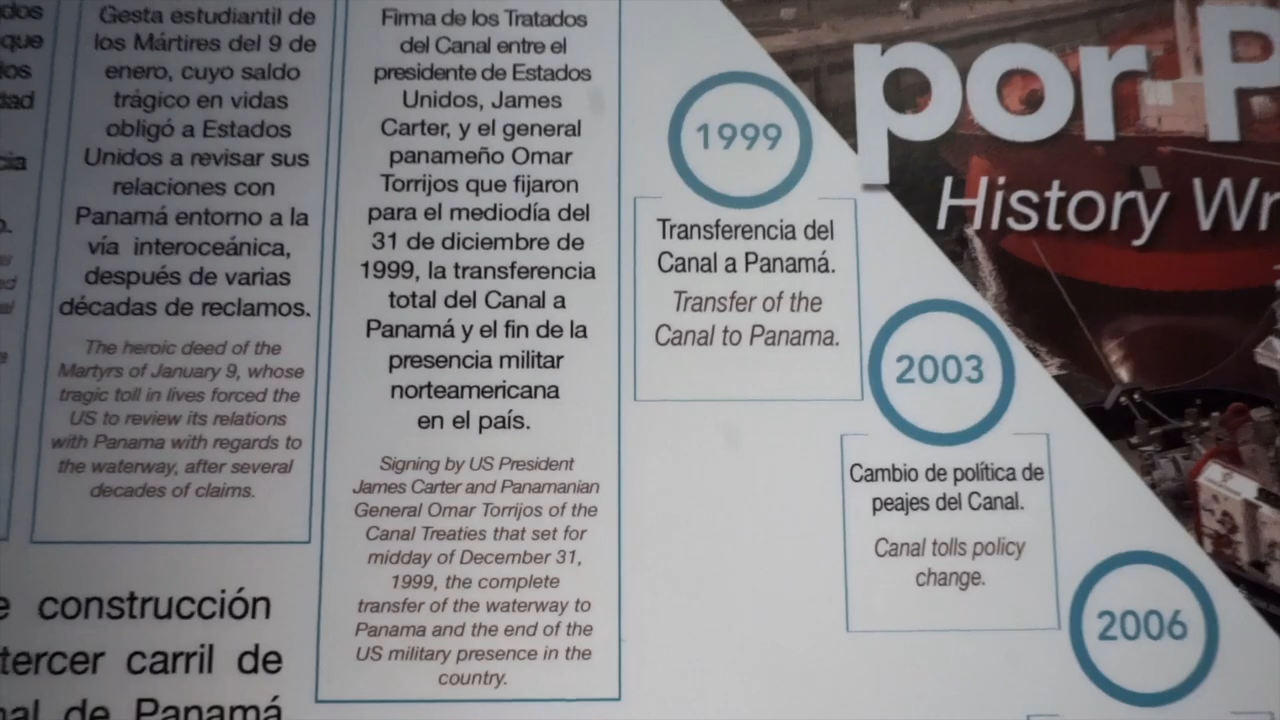 Gesta estudiantil de
los Mártires del 9 de
enero, cuyo saldo
trágico en vidas
obligó a Estados
Unidos a revisar sus
relaciones con
Panamá entorno a la
vía interoceánica,
después de varias
décadas de reclamos.
The heroic deed of the
Martyrs of January 9, whose
tragic toll in lives forced the
US to review its relations
with Panama with regards to
the waterway, after several
decades of claims.
Firma de los Tratados
del Canal entre el
presidente de Estados
Unidos, James
Carter, y el general
panameño Omar
Torrijos que fijaron
para el mediodía del
31 de diciembre de
1999, la transferencia
total del Canal a
Panamá y el fin de la
presencia militar
norteamericana
en el país.
Signing by US President
James Carter and Panamanian
General Omar Torrijos of the
Canal Treaties that set for
midday of December 31,
1999, the complete
transfer of the waterway to
Panama and the end of the
US military presence in the
country.
1999
Transferencia del
Canal a Panamá.
Transfer of the
Canal to Panama.
2003
Cambio de política de
peajes del Canal.
Canal tolls policy
change.
2006
por P
History Wr
construcción
tercer carril de
de Panamá